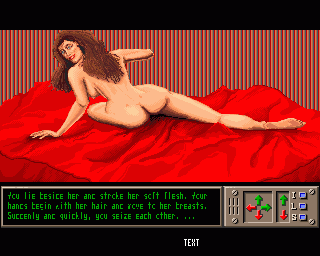 You lie beside her and stroke her soft flesh. Your
hands begin with her hair and move to her breasts.
Suddenly and quickly, you seize each other. ...
I
L
S
TEXT